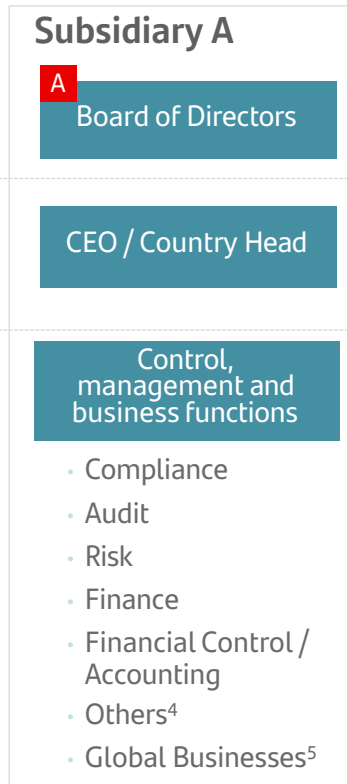 Subsidiary A
A
Board of Directors
CEO / Country Head
Control,
management and
business functions
• Compliance
• Audit
• Risk
• Finance
• Financial Control /
Accounting
• Others⁴
• Global Businesses⁵